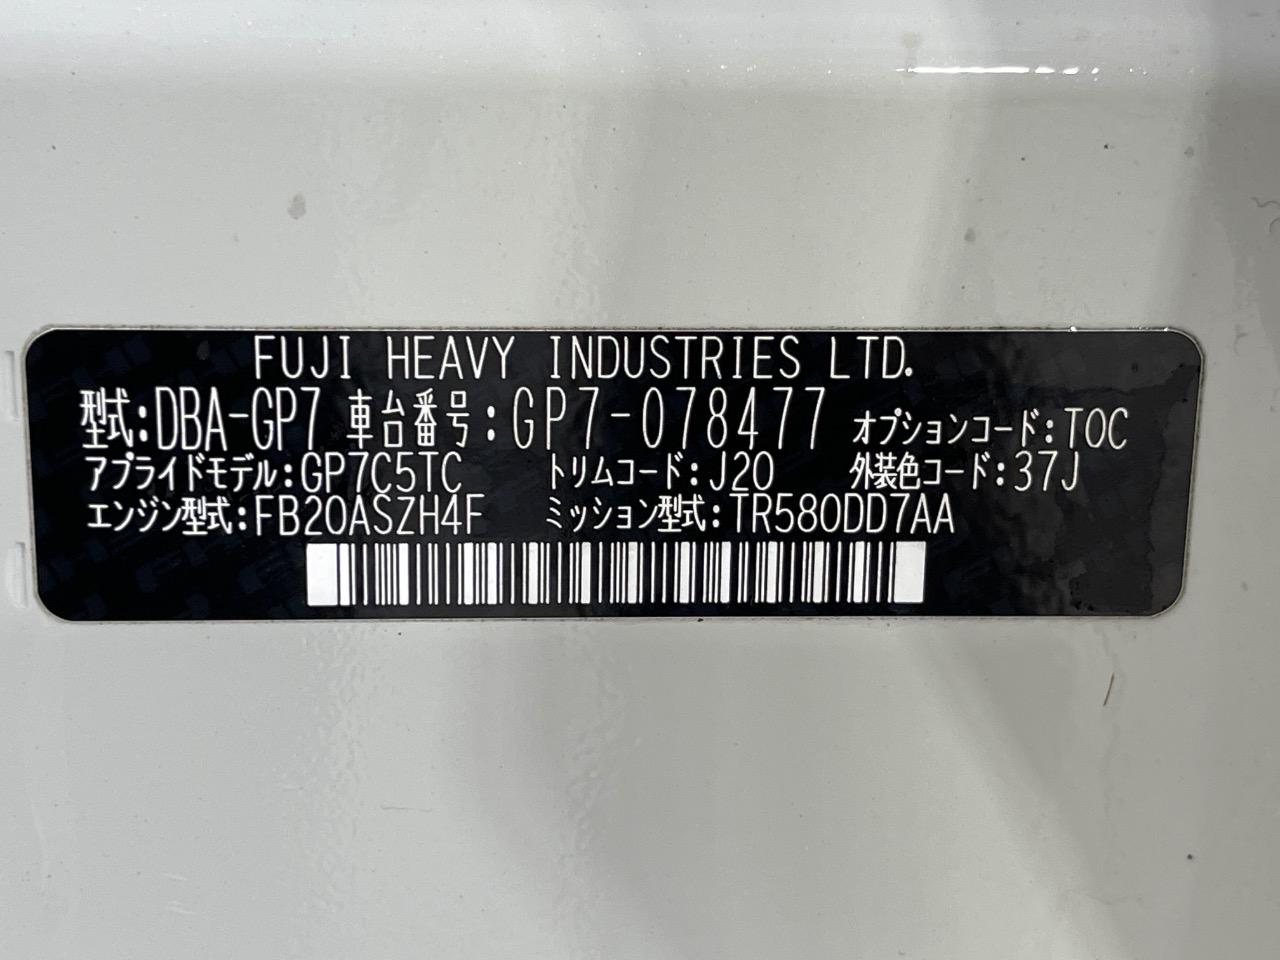 FUJI HEAVY INDUSTRIES LTD.
型式:DBA-GP7 車台番号:GP7-078477 オプションコード:TOC
アプライドモデル:GP7C5TC トリムコード:J20 外装色コード:37J
エンジン型式:FB20ASZH4F ミッション型式:TR580DD7AA